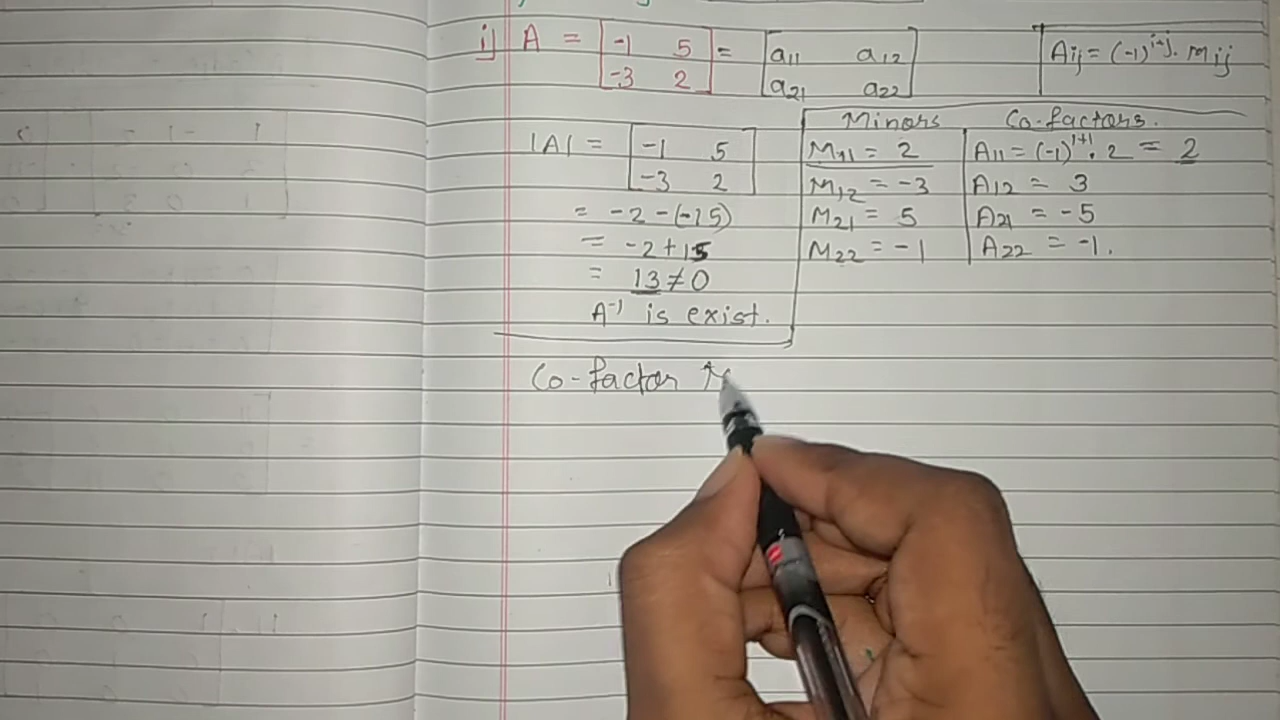 i) A = [-1 5 = [a11 a12
-3 2] a21 a22]
Aij = (-1)^i+j . Mij
|A| = [-1 5
-3 2]
= -2-(-15)
= -2+15
= 13≠0
A^-1 is exist.
Minors Co-factors.
M11 = 2 A11 = (-1)^1+1 . 2 = 2
M12 = -3 A12 = 3
M21 = 5 A21 = -5
M22 = -1 A22 = -1.
Co-factor M